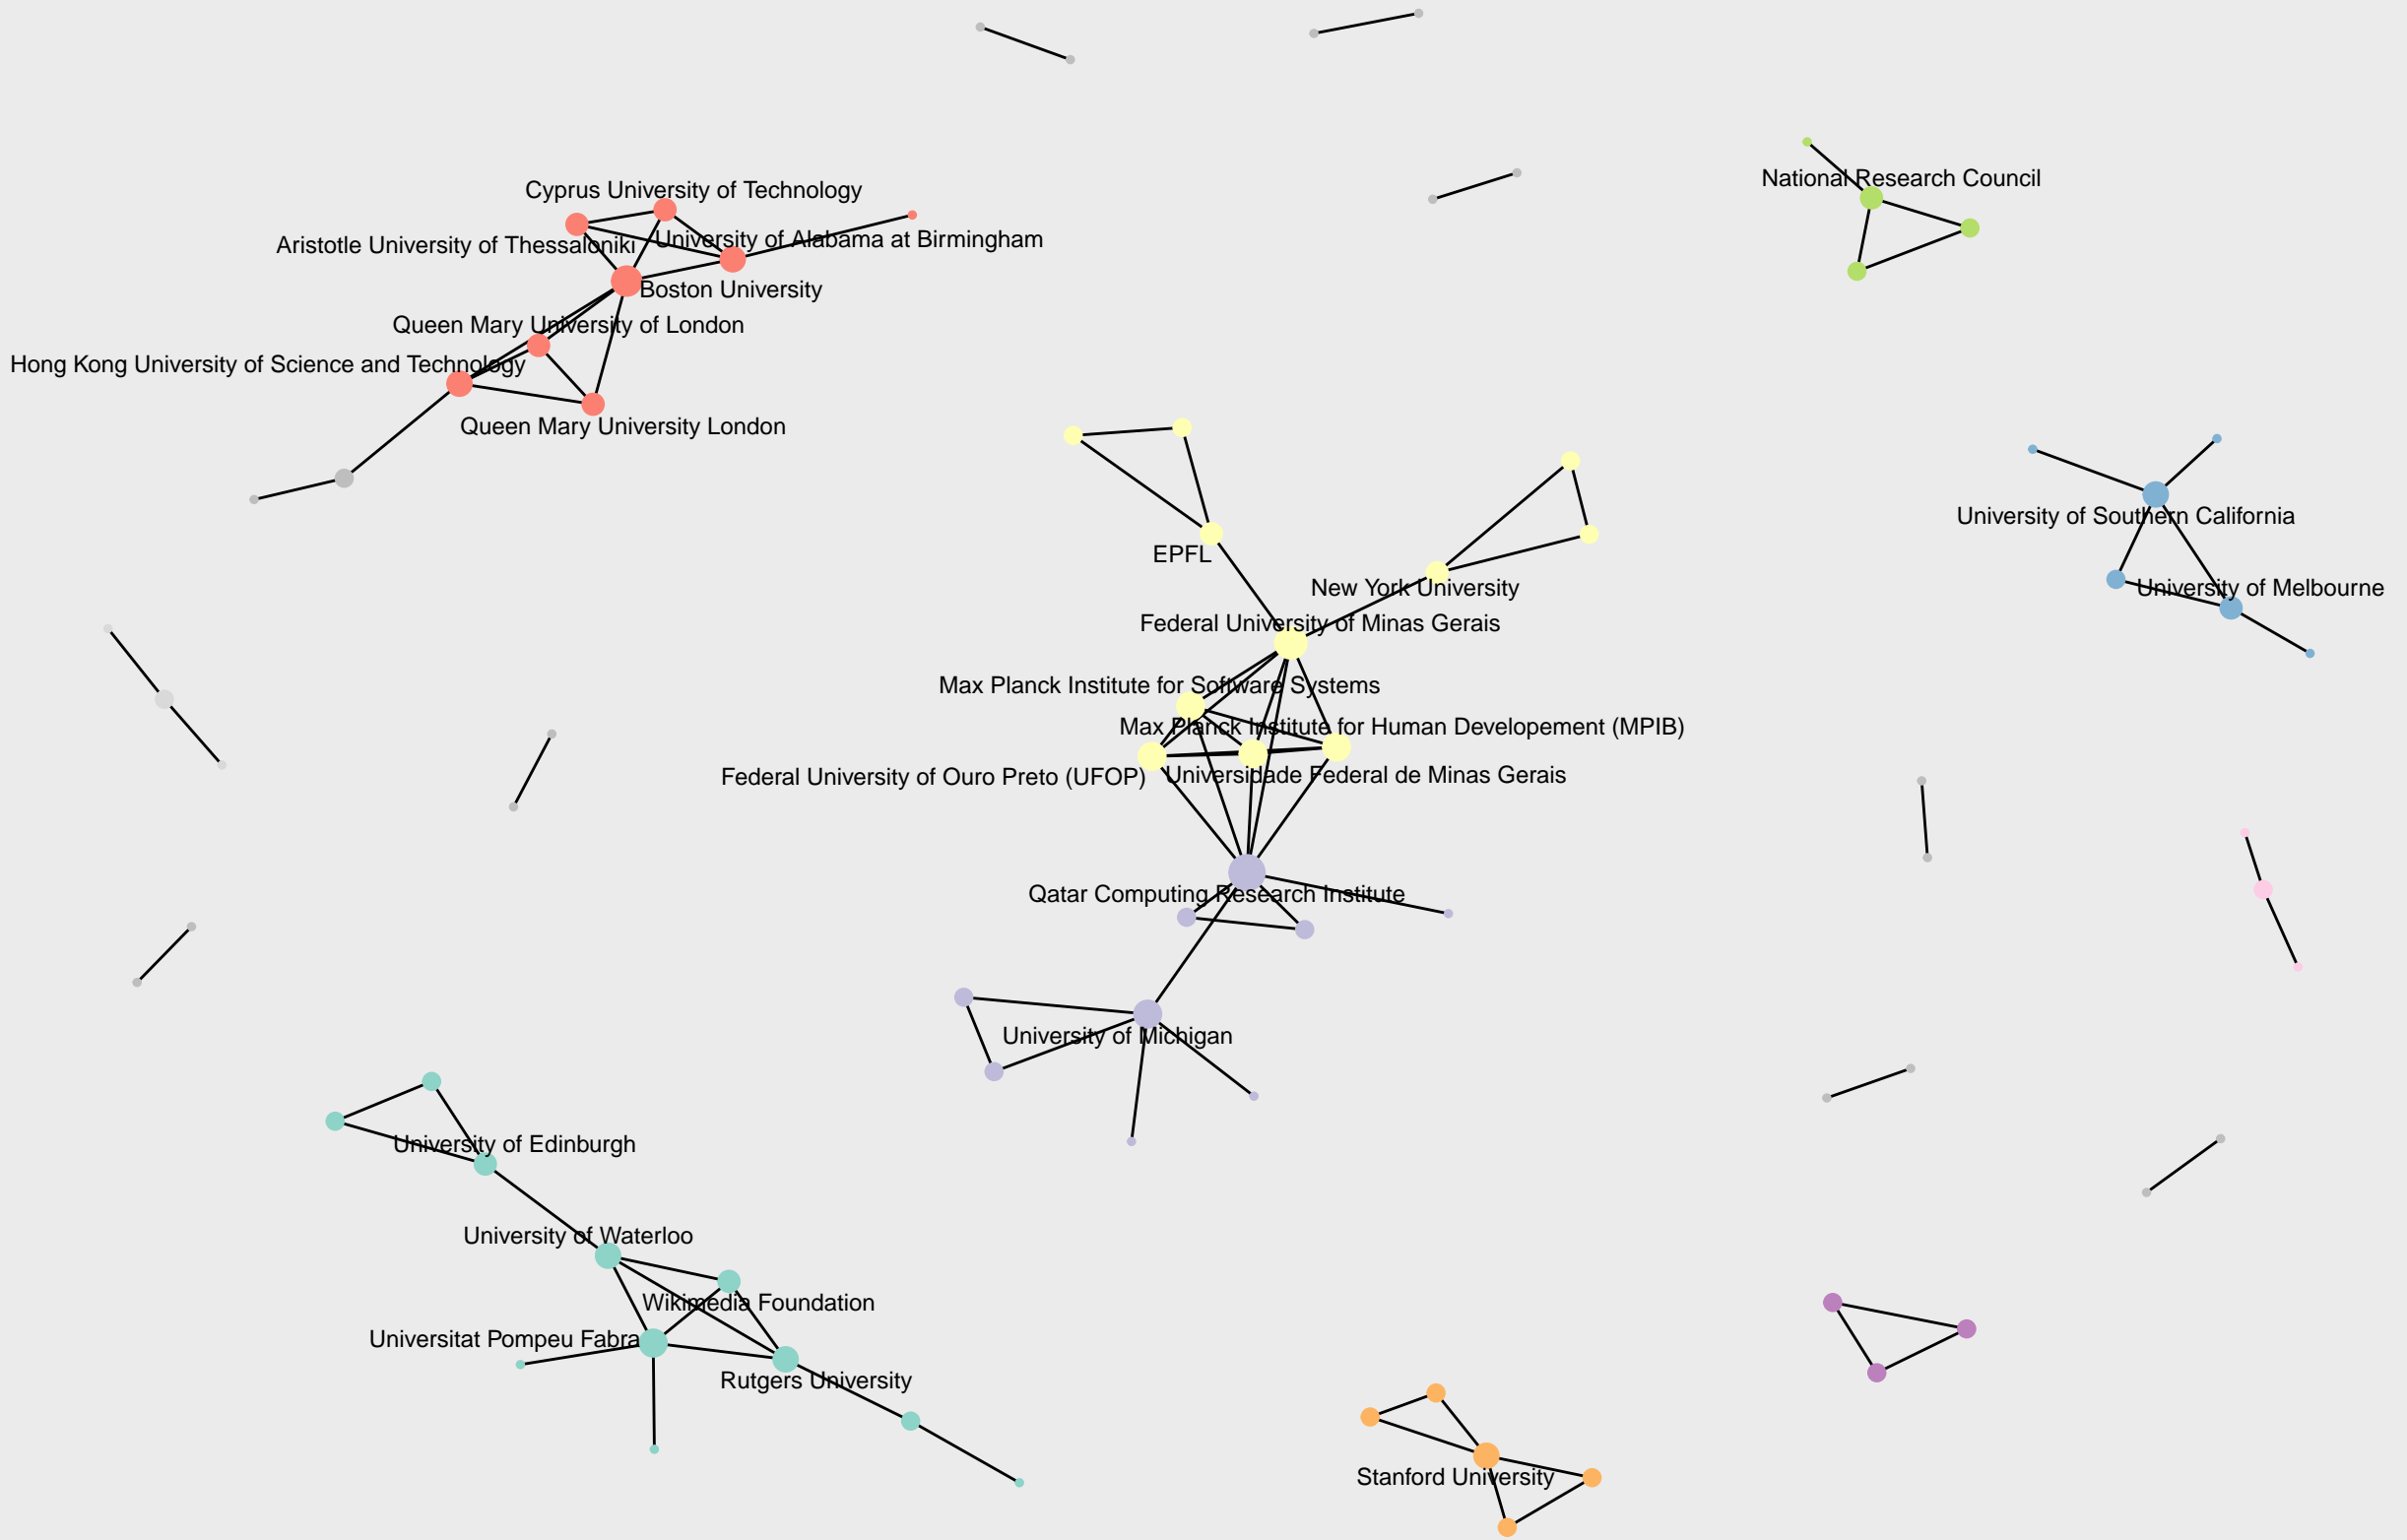 National Research Council
Cyprus University of Technology
Aristotle University of Thessaloniki
University of Alabama at Birmingham
Boston University
Queen Mary University of London
Hong Kong University of Science and Technology
Queen Mary University London
University of Southern California
EPFL
New York University
University of Melbourne
Federal University of Minas Gerais
Max Planck Institute for Software Systems
Max Planck Institute for Human Developement (MPIB)
Federal University of Ouro Preto (UFOP)
Universidade Federal de Minas Gerais
Qatar Computing Research Institute
University of Michigan
University of Edinburgh
University of Waterloo
Wikimedia Foundation
Universitat Pompeu Fabra
Rutgers University
Stanford University